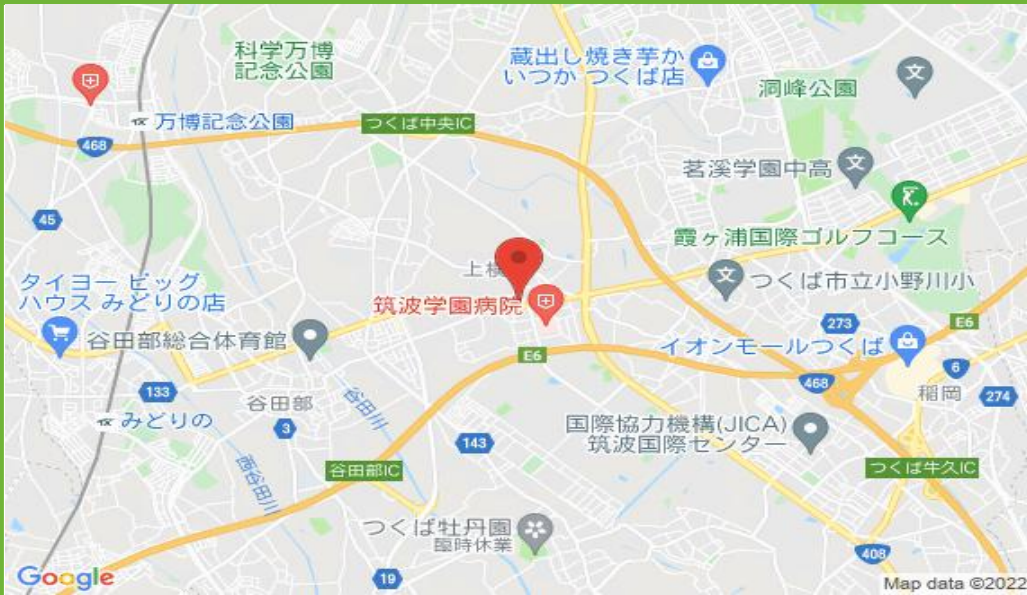 科学万博
記念公園
蔵出し焼き芋か
いつか つくば店
洞峰公園
万博記念公園
つくば中央IC
468
茗溪学園中高
45
霞ヶ浦国際ゴルフコース
上横
タイヨー ビッグ
ハウス みどりの店
つくば市立小野川小
筑波学園病院
谷田部総合体育館
273
E6
イオンモールつくば
E6
6
468
133
稲岡
274
谷田部
みどりの
3
谷田川
国際協力機構(JICA)
筑波国際センター
143
西谷田川
谷田部IC
つくば牛久IC
つくば牡丹園
臨時休業
408
19
Google
Map data ©2022